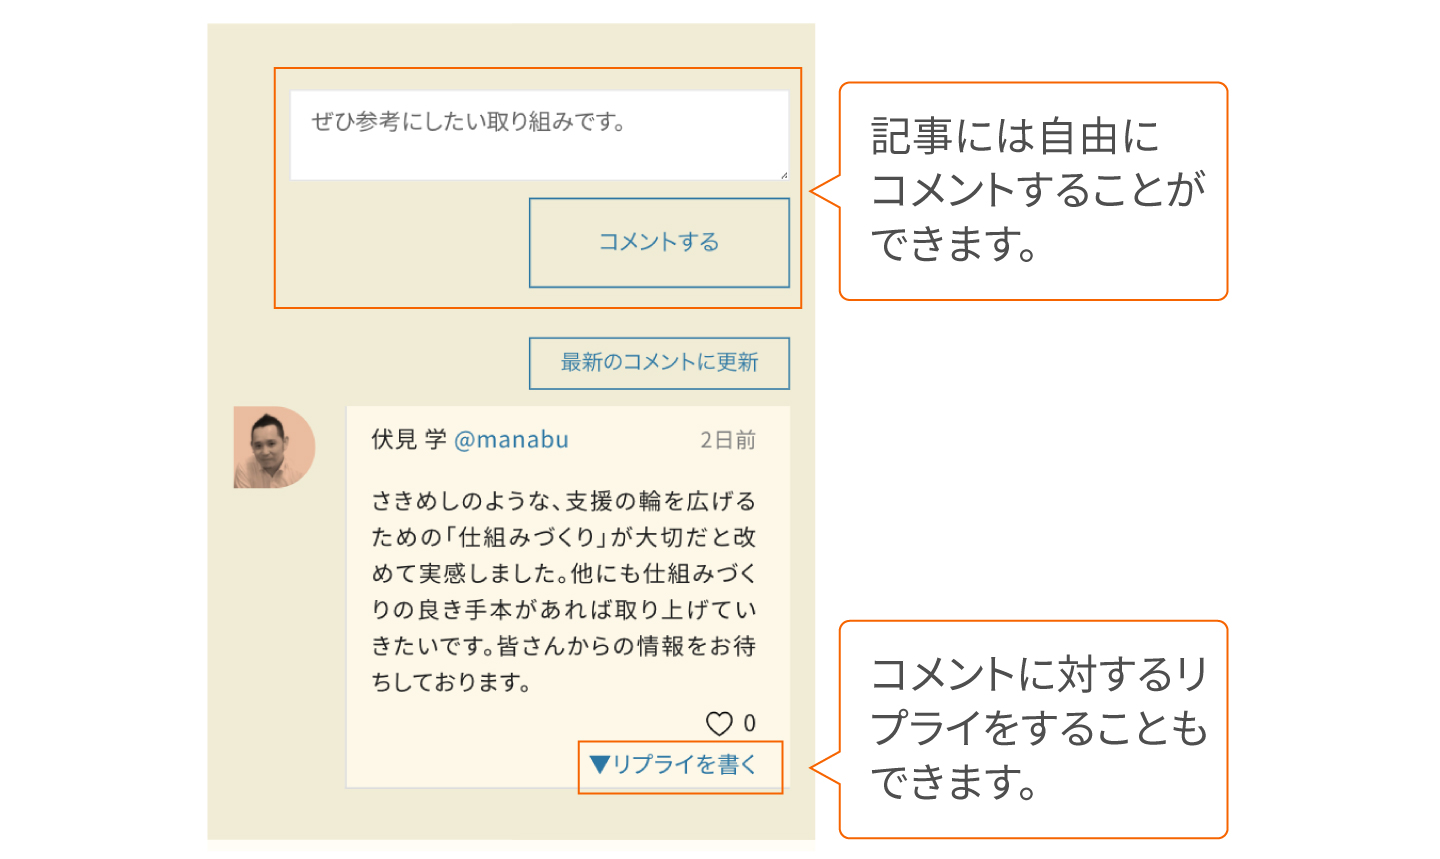 ぜひ参考にしたい取り組みです。
コメントする
記事には自由に
コメントすることが
できます。
最新のコメントに更新
伏見 学 @manabu 2日前
さきめしのような、支援の輪を広げる
ための「仕組みづくり」が大切だと改
めて実感しました。他にも仕組みづく
りの良き手本があれば取り上げてい
きたいです。皆さんからの情報をお待
ちしております。
0
▼リプライを書く
コメントに対するリ
プライをすることも
できます。